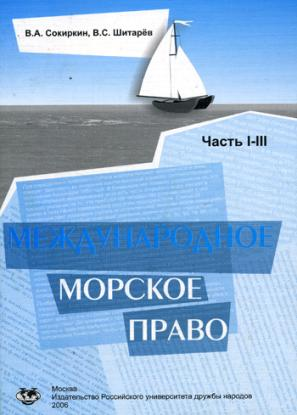 В.А. Сокиркин, В.С. Шитарёв
Часть I-III
МЕЖДУНАРОДНОЕ
МОРСКОЕ
ПРАВО
Москва
Издательство Российского университета дружбы народов
2006